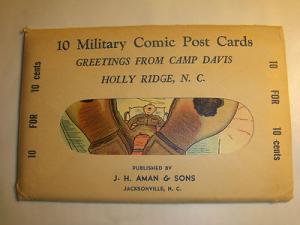 10 Military Comic Post Cards
GREETINGS FROM CAMP DAVIS
HOLLY RIDGE, N. C.
10 FOR 10 cents
10 FOR 10 cents
PUBLISHED BY
J. H. AMAN & SONS
JACKSONVILLE, N. C.